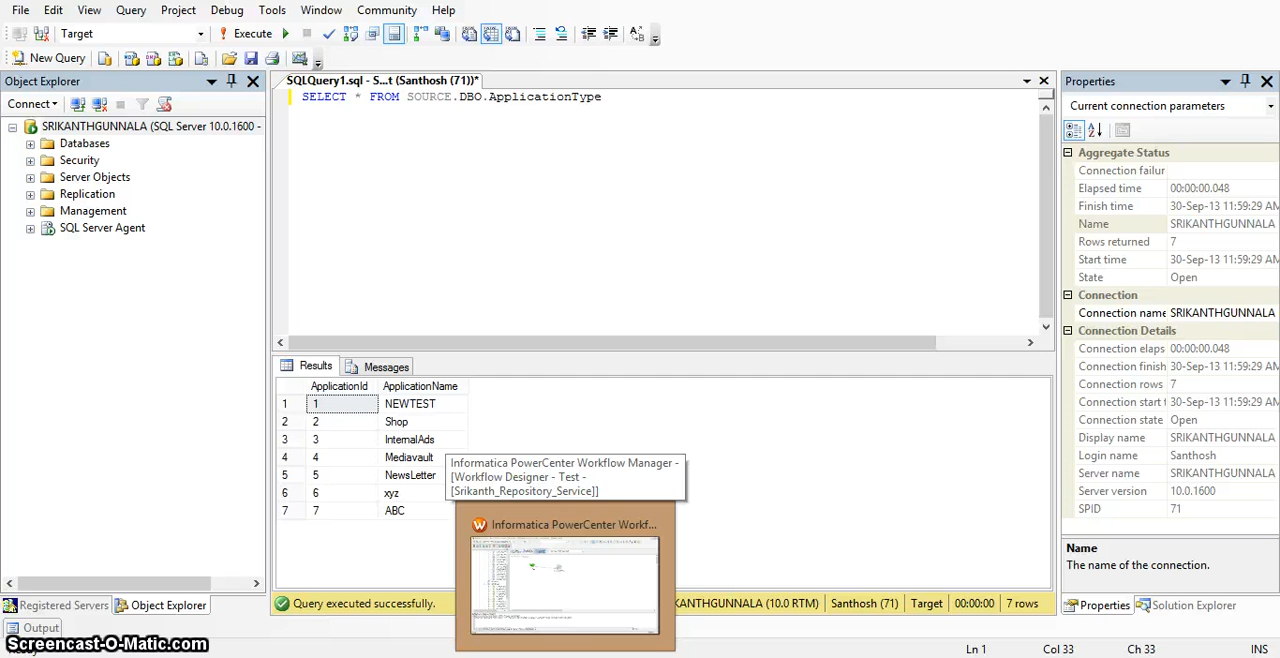 File Edit View Query Project Debug Tools Window Community Help
Target Execute
New Query
Object Explorer
Connect
SRIKANTHGUNNALA (SQL Server 10.0.1600 -
Databases
Security
Server Objects
Replication
Management
SQL Server Agent
Registered Servers Object Explorer
Output
SQLQuery1.sql - S...t (Santhosh (71))*
SELECT * FROM SOURCE.DBO.ApplicationType
Results Messages
ApplicationId ApplicationName
1 1 NEWTEST
2 2 Shop
3 3 InternalAds
4 4 Mediavault
5 5 NewsLetter
6 6 xyz
7 7 ABC
Informatica PowerCenter Workflow Manager -
[Workflow Designer - Test -
[Srikanth_Repository_Service]]
Informatica PowerCenter Workf...
Query executed successfully. KANTHGUNNALA (10.0 RTM) Santhosh (71) Target 00:00:00 7 rows
Properties
Current connection parameters
Aggregate Status
Connection failur
Elapsed time 00:00:00.048
Finish time 30-Sep-13 11:59:29 AM
Name SRIKANTHGUNNALA
Rows returned 7
Start time 30-Sep-13 11:59:29 AM
State Open
Connection
Connection name SRIKANTHGUNNALA
Connection Details
Connection elaps 00:00:00.048
Connection finish 30-Sep-13 11:59:29 AM
Connection rows 7
Connection start t 30-Sep-13 11:59:29 AM
Connection state Open
Display name SRIKANTHGUNNALA
Login name Santhosh
Server name SRIKANTHGUNNALA
Server version 10.0.1600
SPID 71
Name
The name of the connection.
Properties Solution Explorer
Ln 1 Col 33 Ch 33 INS
Screencast-O-Matic.com